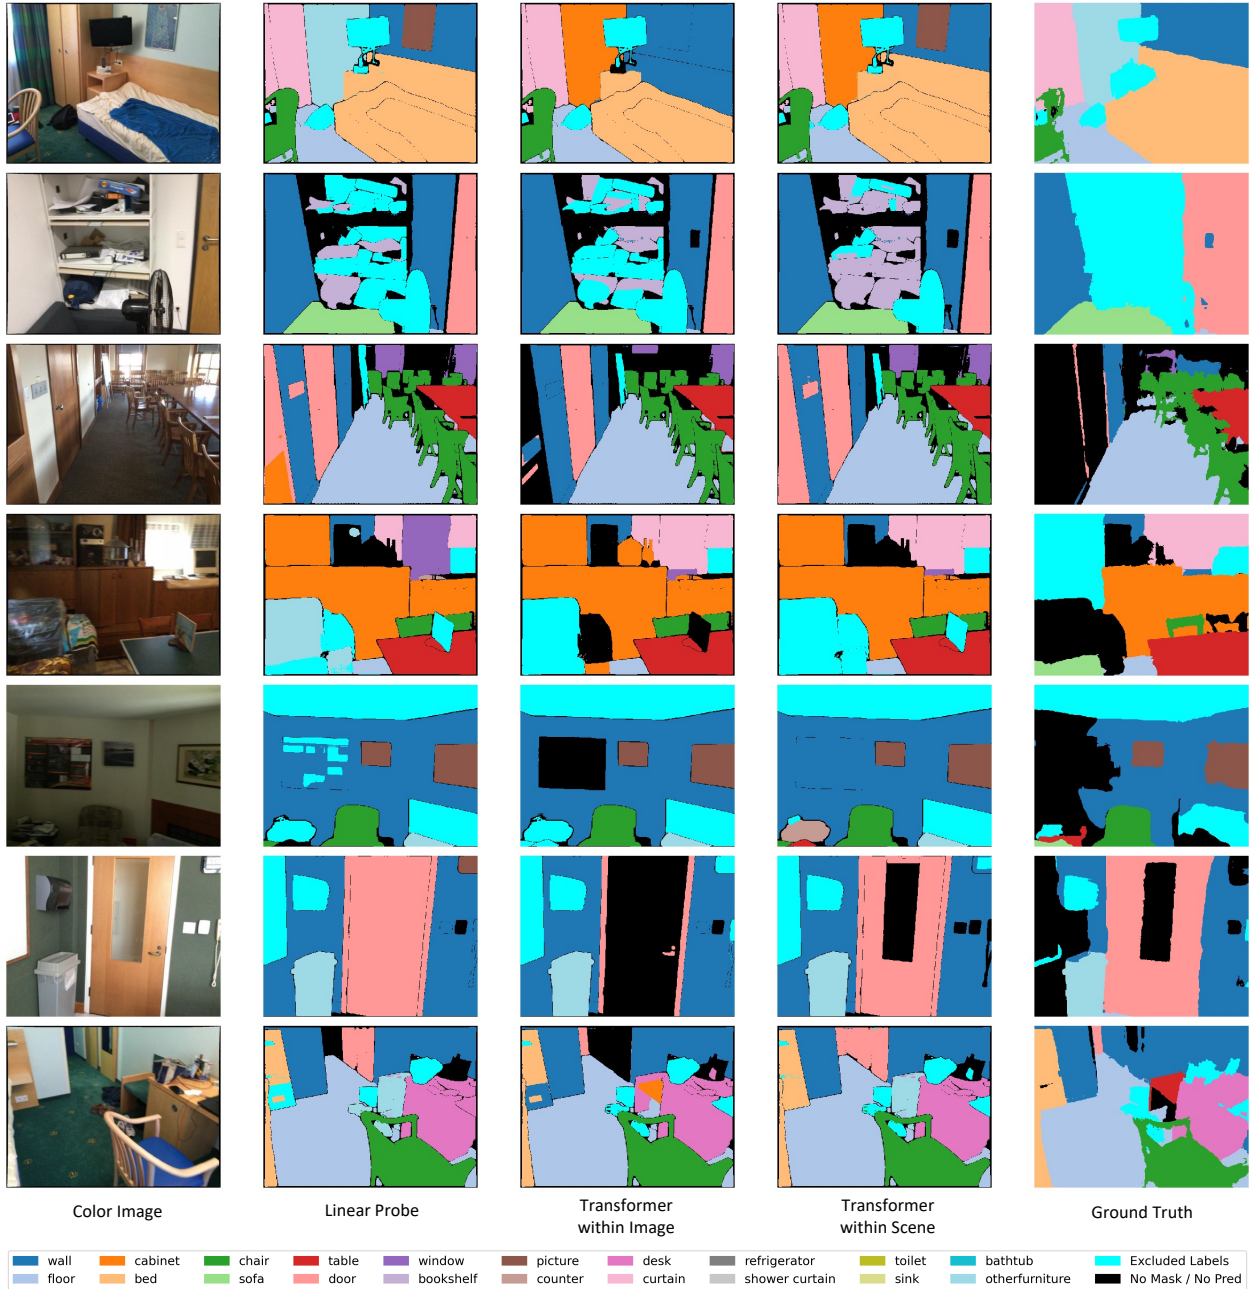 Color Image
Linear Probe
Transformer
within Image
Transformer
within Scene
Ground Truth
wall cabinet chair table window picture desk refrigerator toilet bathtub Excluded Labels
floor bed sofa door bookshelf counter curtain shower curtain sink otherfurniture No Mask / No Pred